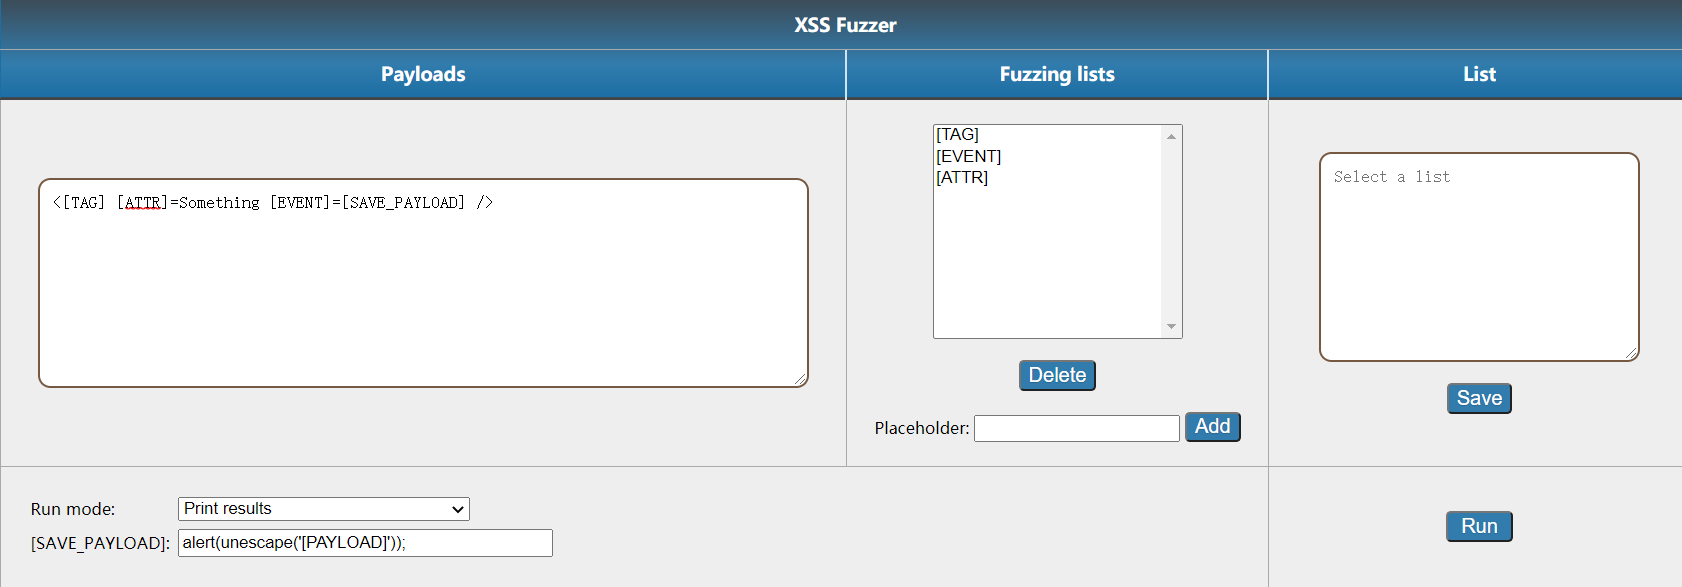 XSS Fuzzer
Payloads
Fuzzing lists
List
<[TAG] [ATTR]=Something [EVENT]=[SAVE_PAYLOAD] />
[TAG]
[EVENT]
[ATTR]
Delete
Placeholder:
Add
Select a list
Save
Run mode:
Print results
[SAVE_PAYLOAD]:
alert(unescape('[PAYLOAD]'));
Run